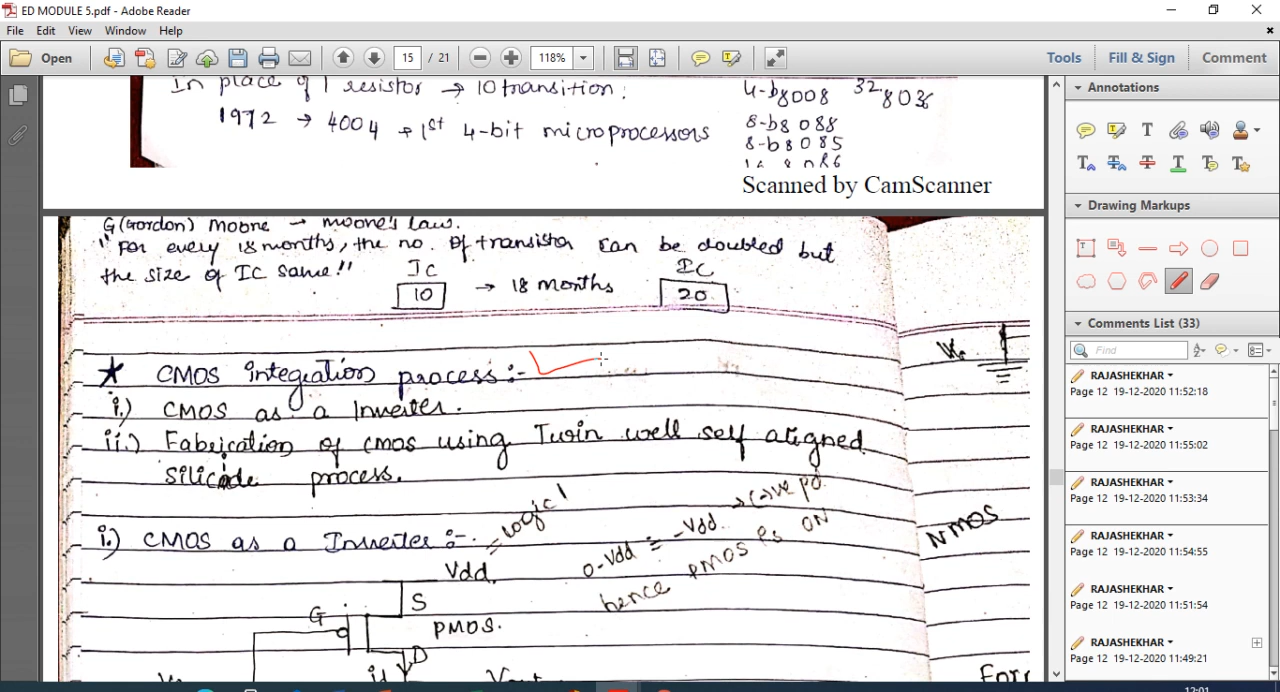 ED MODULE 5.pdf - Adobe Reader
File Edit View Window Help
Open 15 / 21 118% Tools Fill & Sign Comment
In place of 1 resistor → 10 transition.
1972 → 4004 → 1st 4-bit microprocessors
4-b8008 32
8-b8088
8-b8085
Scanned by CamScanner
G (Gordon) Moore → moore's law.
"For every 18 months, the no. of transistor can be doubled but
the size of IC same!!
IC IC
10 → 18 months 20
★ CMOS integration process :-
i.) CMOS as a Inverter.
ii.) Fabrication of cmos using Twin well self aligned
silicide process.
i.) CMOS as a Inverter :-
= logic 1
0-Vdd = -Vdd → (-)ve pd.
hence PMOS is ON
Vdd.
S
G
PMOS.
D
id
Vout
NMOS
Annotations
Drawing Markups
Comments List (33)
Find
RAJASHEKHAR
Page 12 19-12-2020 11:52:18
RAJASHEKHAR
Page 12 19-12-2020 11:55:02
RAJASHEKHAR
Page 12 19-12-2020 11:53:34
RAJASHEKHAR
Page 12 19-12-2020 11:54:55
RAJASHEKHAR
Page 12 19-12-2020 11:51:54
RAJASHEKHAR
Page 12 19-12-2020 11:49:21